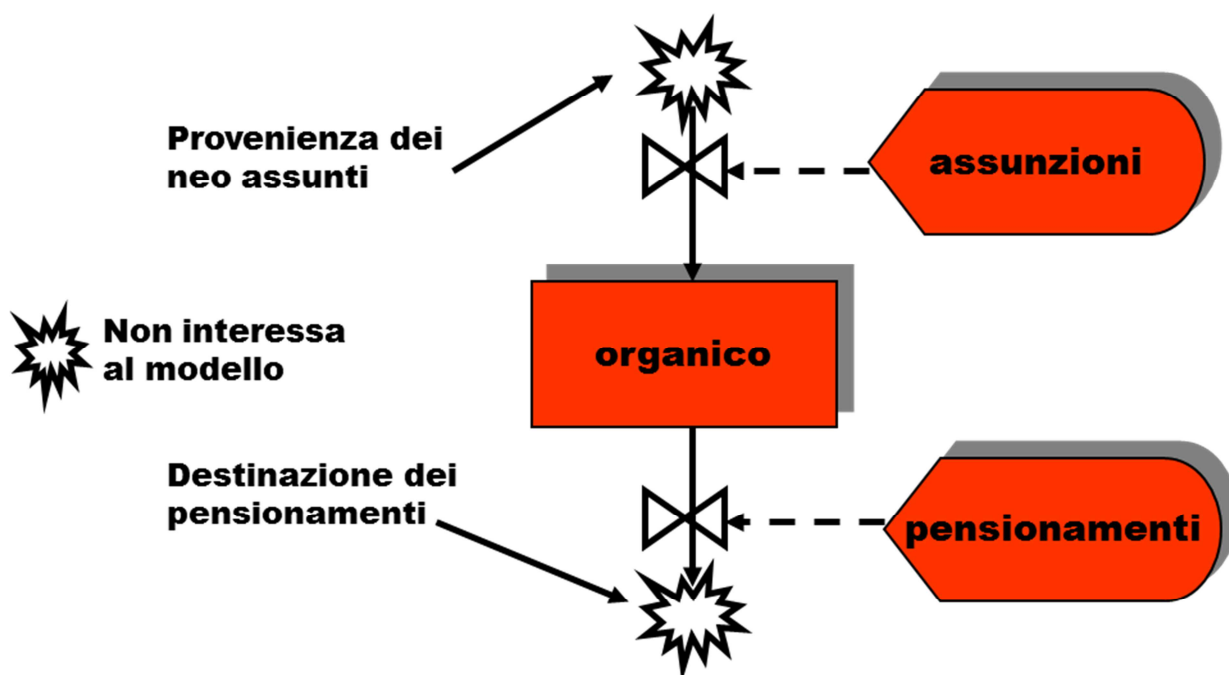 Provenienza dei
neo assunti
assunzioni
Non interessa
al modello
organico
Destinazione dei
pensionamenti
pensionamenti